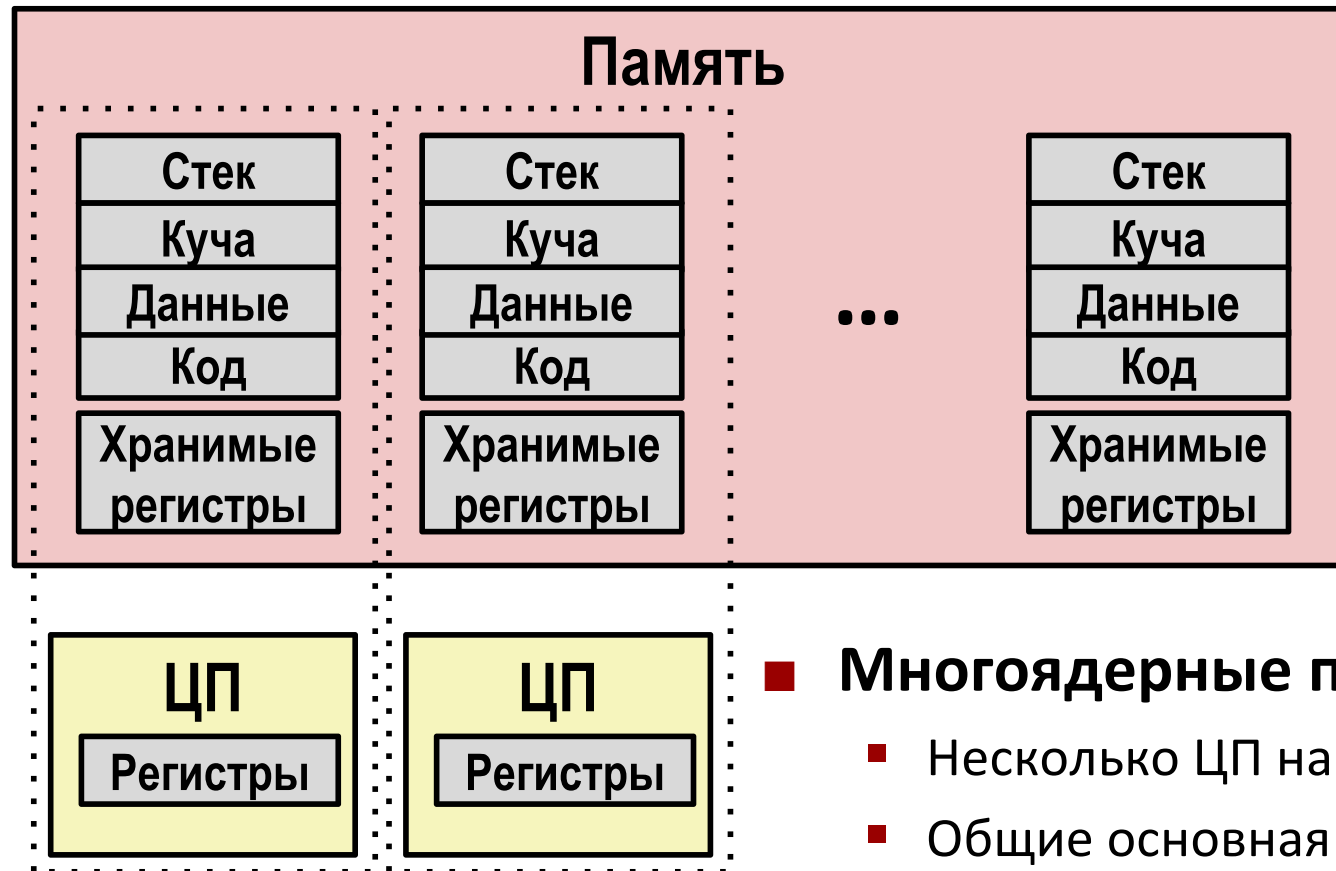 Память
Стек
Куча
Данные
Код
Хранимые
регистры
Стек
Куча
Данные
Код
Хранимые
регистры
...
Стек
Куча
Данные
Код
Хранимые
регистры
ЦП
Регистры
ЦП
Регистры
Многоядерные п
Несколько ЦП на
Общие основная